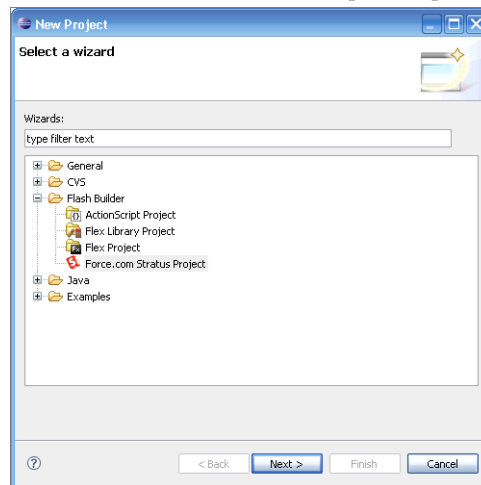 New Project
Select a wizard
Wizards:
type filter text
General
CVS
Flash Builder
ActionScript Project
Flex Library Project
Flex Project
Force.com Stratus Project
Java
Examples
< Back Next > Finish Cancel